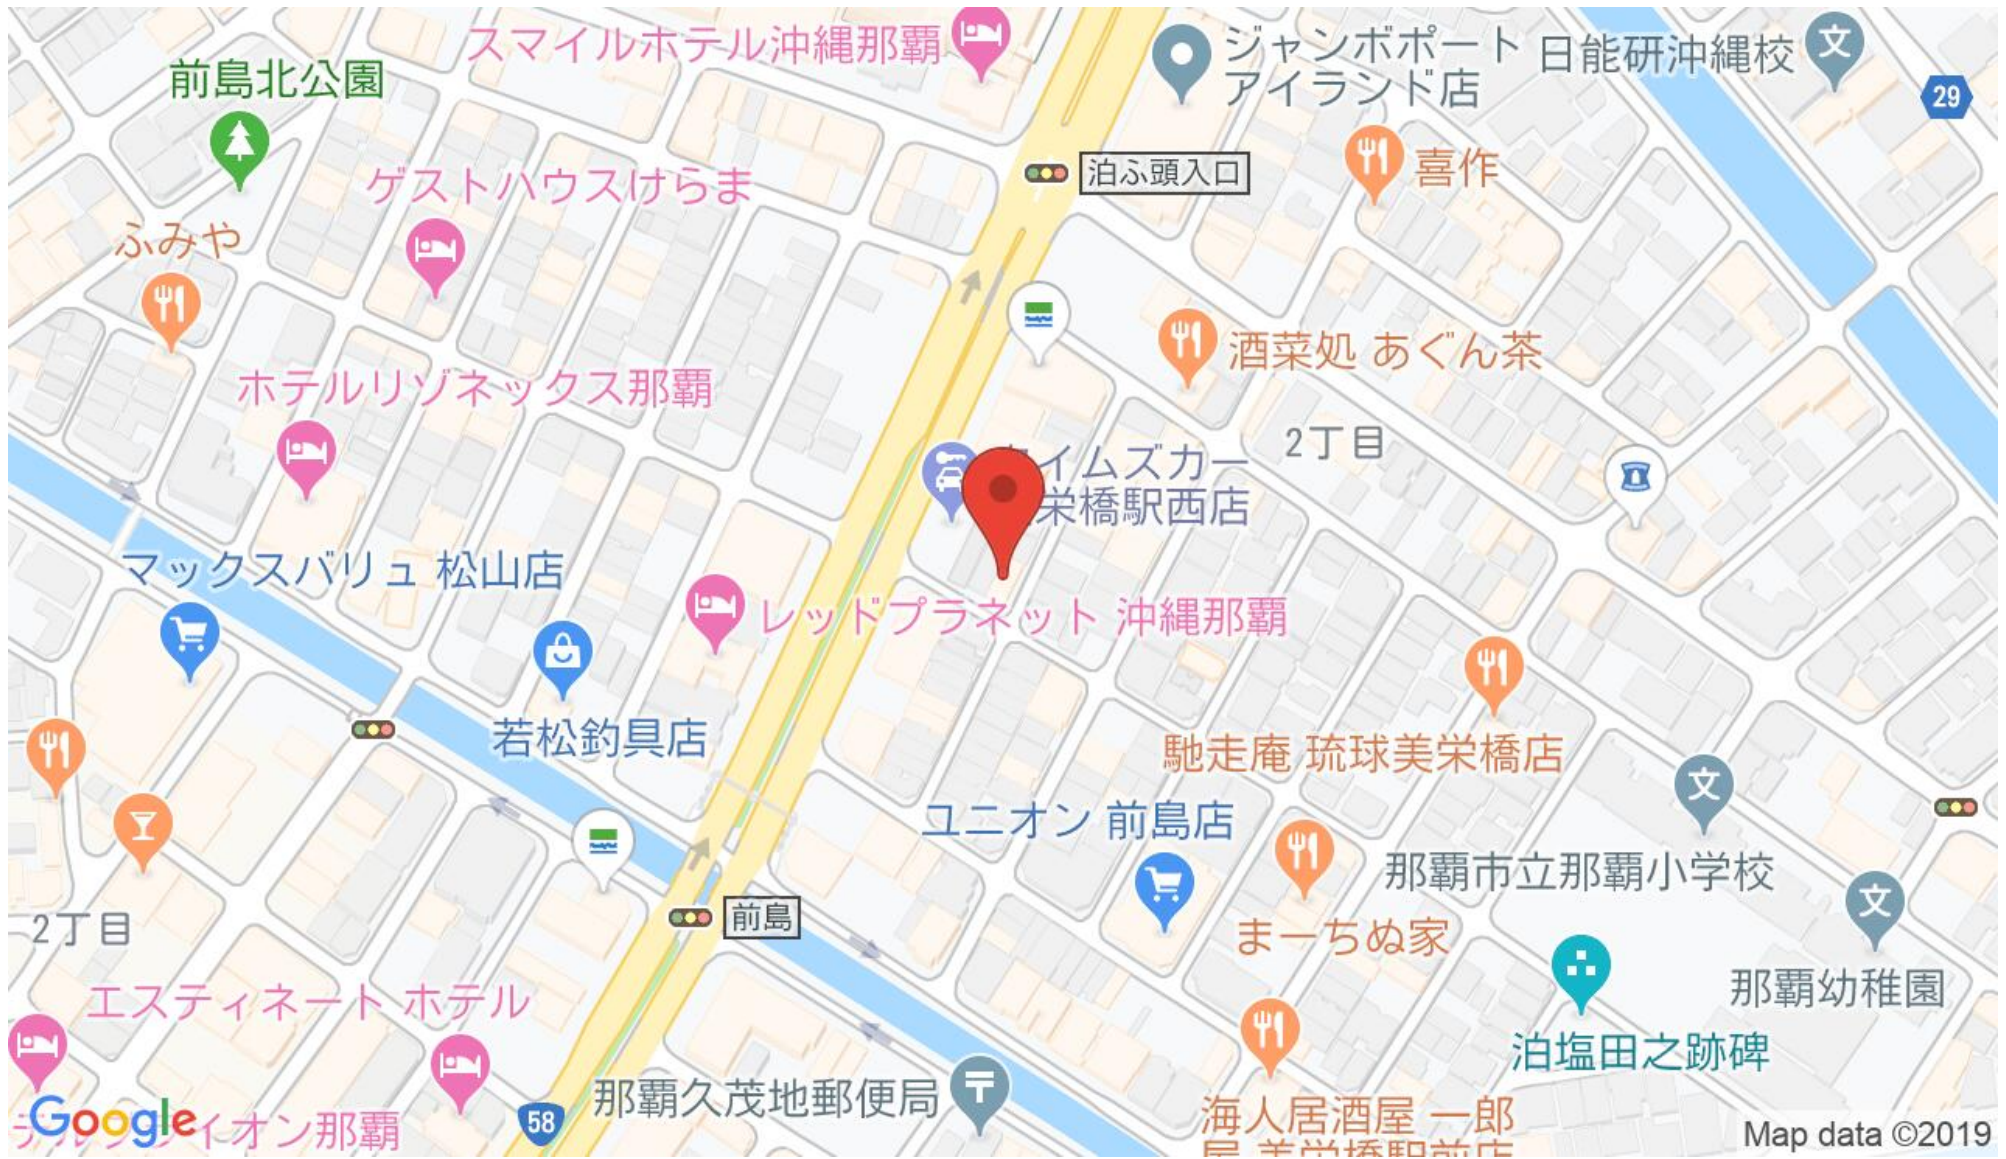 スマイルホテル沖縄那覇
ジャンボポート
アイランド店
日能研沖縄校
文
前島北公園
29
泊ふ頭入口
喜作
ゲストハウスけらま
ふみや
酒菜処 あぐん茶
ホテルリゾネックス那覇
2丁目
イムズカー
栄橋駅西店
マックスバリュ 松山店
レッドプラネット 沖縄那覇
若松釣具店
馳走庵 琉球美栄橋店
文
ユニオン 前島店
那覇市立那覇小学校
文
前島
2丁目
まーちぬ家
那覇幼稚園
エスティネート ホテル
泊塩田之跡碑
那覇久茂地郵便局
58
海人居酒屋 一郎
屋 美栄橋駅前店
Google
イオン那覇
Map data ©2019